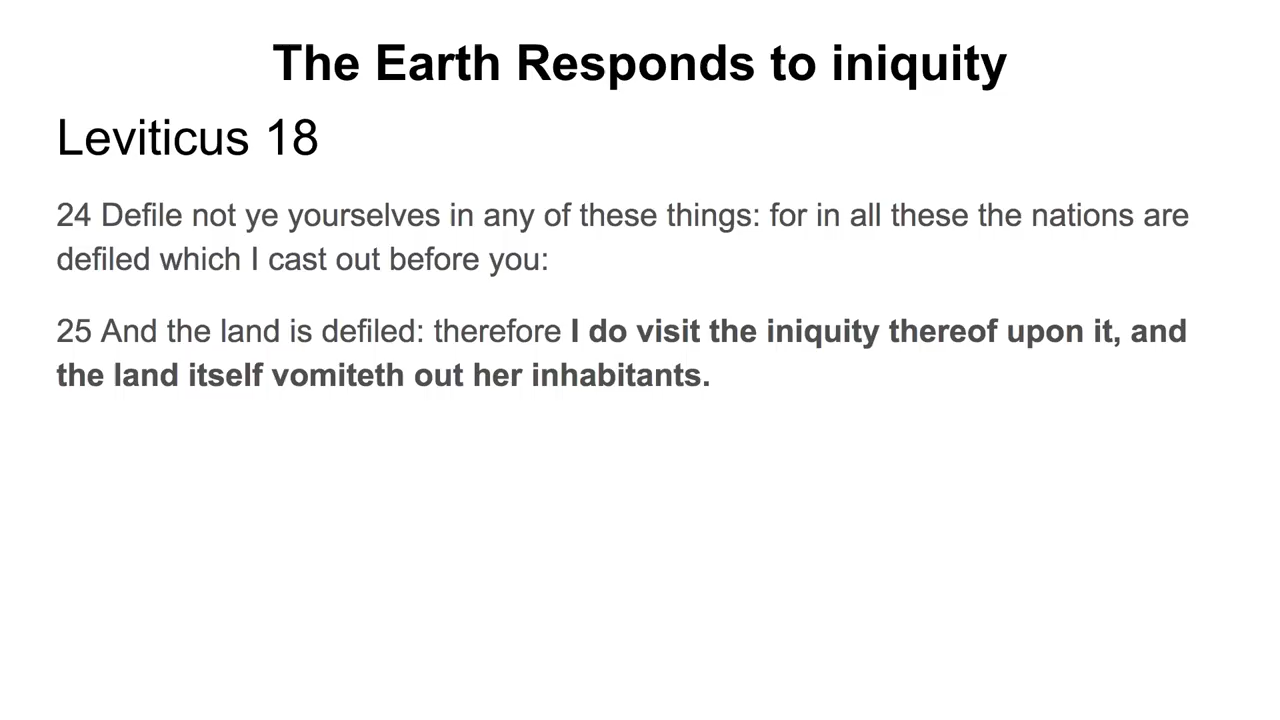 The Earth Responds to iniquity
Leviticus 18
24 Defile not ye yourselves in any of these things: for in all these the nations are
defiled which I cast out before you:
25 And the land is defiled: therefore I do visit the iniquity thereof upon it, and
the land itself vomiteth out her inhabitants.